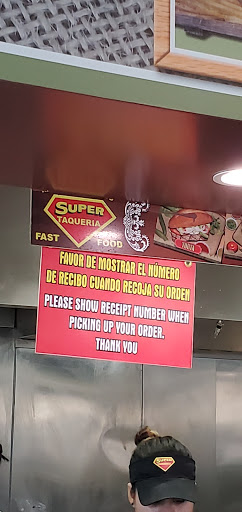 SUPER
TAQUERIA
FAST
FOOD
FAVOR DE MOSTRAR EL NÚMERO
DE RECIBO CUANDO RECOJA SU ORDEN
PLEASE SHOW RECEIPT NUMBER WHEN
PICKING UP YOUR ORDER.
THANK YOU